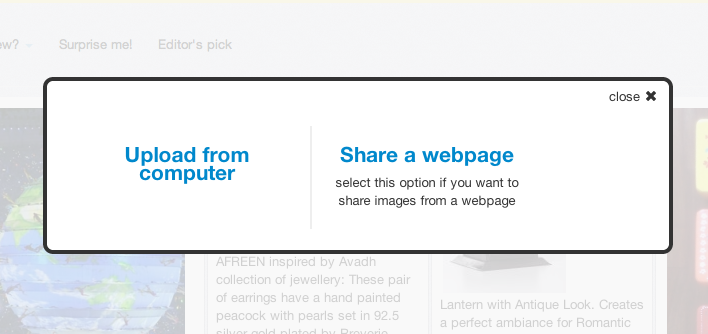 ew?
Surprise me!
Editor's pick
close ✖
Upload from
computer
Share a webpage
select this option if you want to
share images from a webpage
AFREEN inspired by Avadh
collection of jewellery: These pair
of earrings have a hand painted
peacock with pearls set in 92.5
silver gold plated by Preverie
Lantern with Antique Look. Creates
a perfect ambiance for Romantic